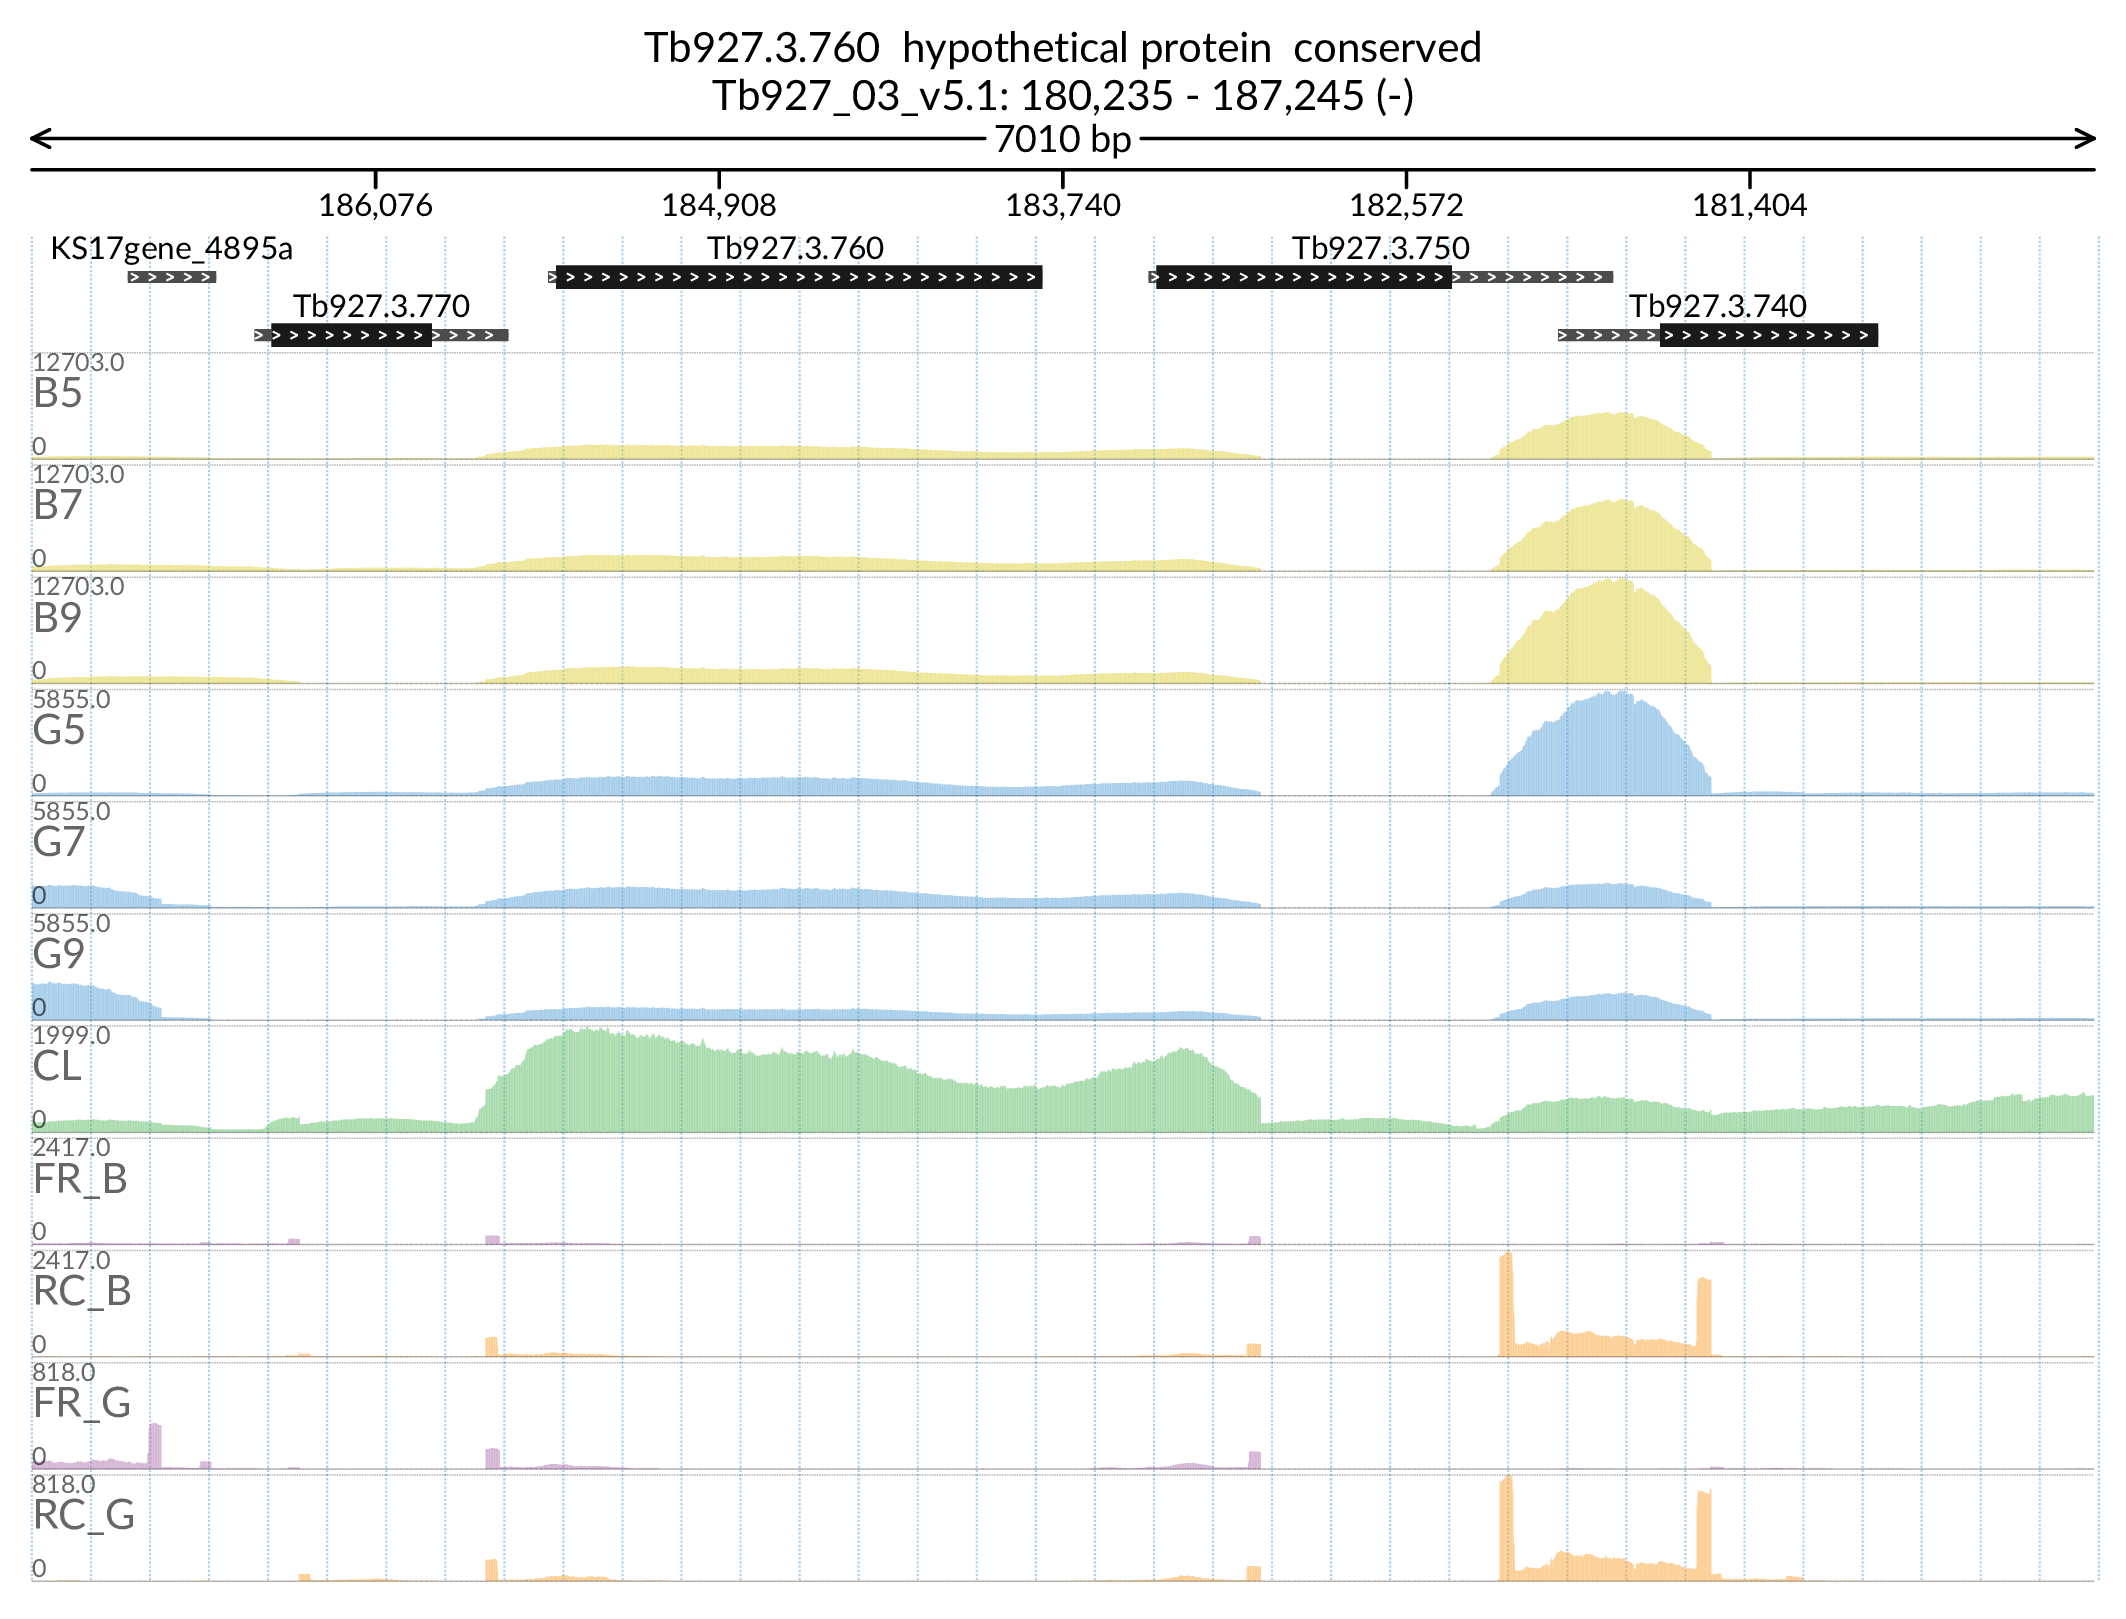 Tb927.3.760  hypothetical protein  conserved
Tb927_03_v5.1: 180,235 - 187,245 (-)
7010 bp
186,076 184,908 183,740 182,572 181,404
KS17gene_4895a Tb927.3.760 Tb927.3.750
Tb927.3.770 Tb927.3.740
12703.0
B5
0
12703.0
B7
0
12703.0
B9
0
5855.0
G5
0
5855.0
G7
0
5855.0
G9
0
1999.0
CL
0
2417.0
FR_B
0
2417.0
RC_B
0
818.0
FR_G
0
818.0
RC_G
0